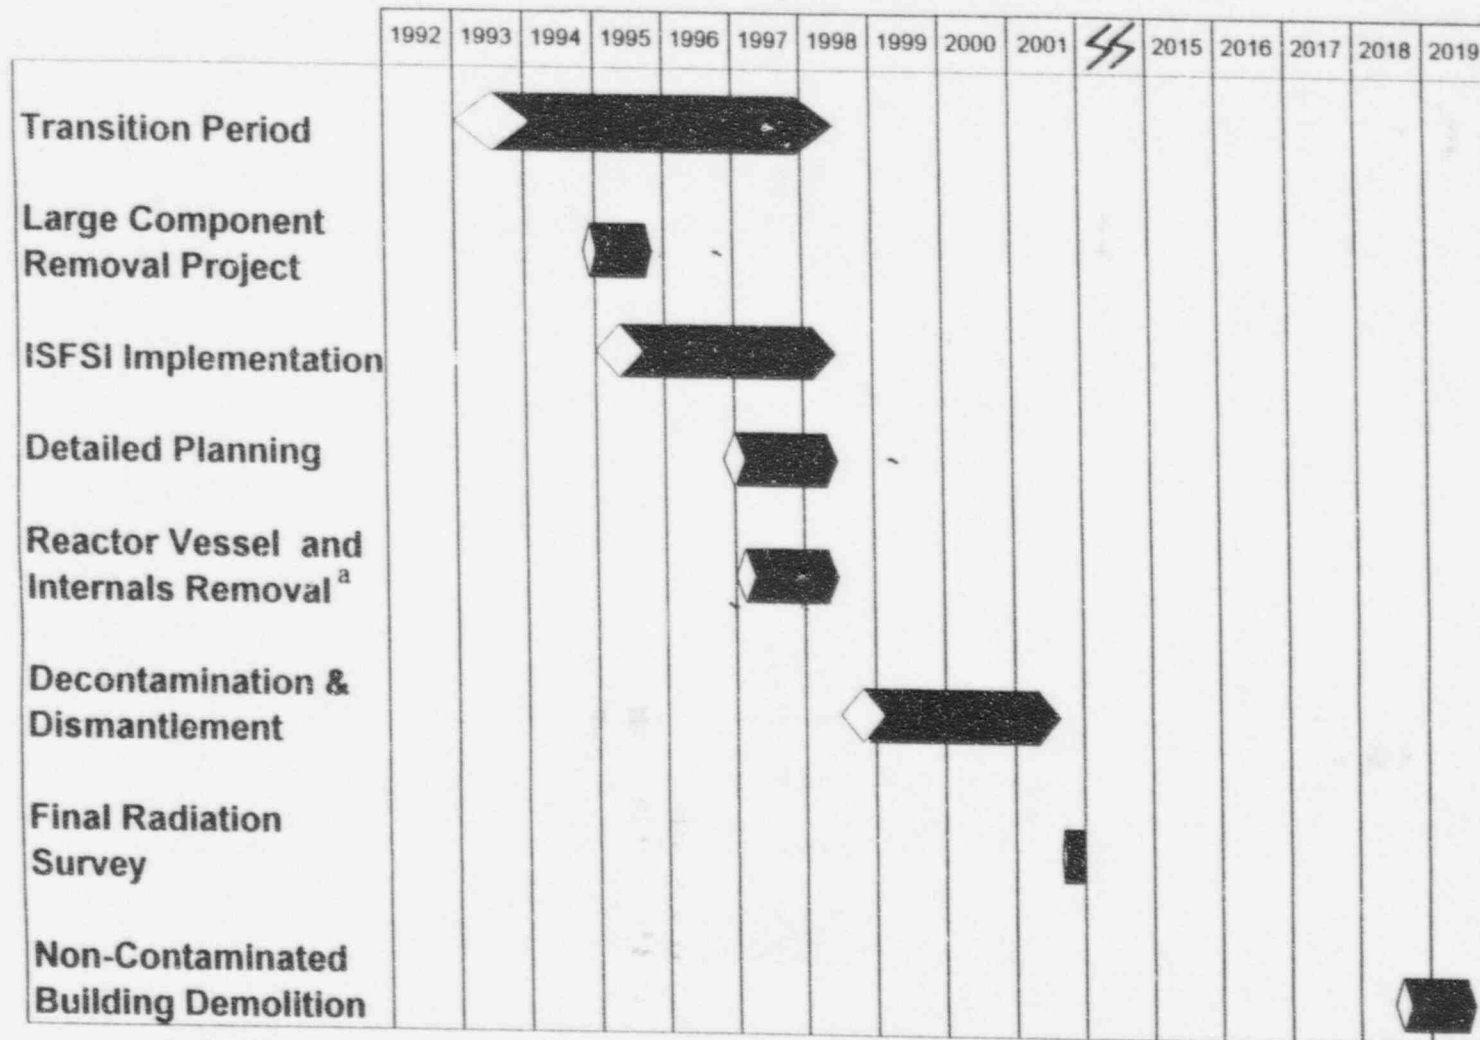 1992 1993 1994 1995 1996 1997 1998 1999 2000 2001 2015 2016 2017 2018 2019
Transition Period
Large Component
Removal Project
ISFSI Implementation
Detailed Planning
Reactor Vessel and
Internals Removal a
Decontamination &
Dismantlement
Final Radiation
Survey
Non-Contaminated
Building Demolition